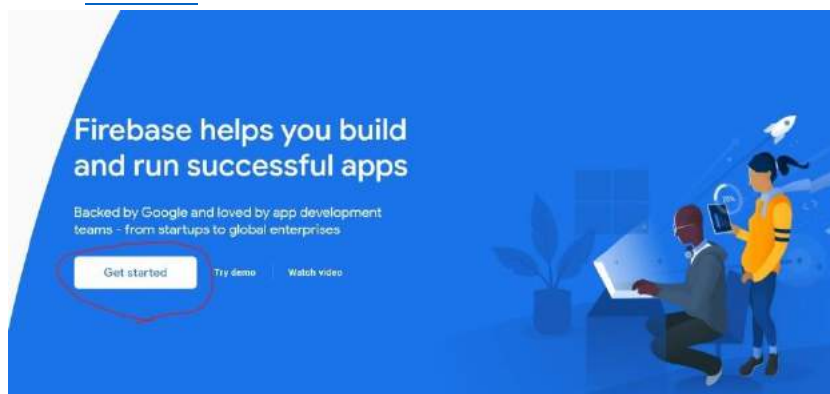 Firebase helps you build
and run successful apps
Backed by Google and loved by app development
teams - from startups to global enterprises
Get started Try demo Watch video